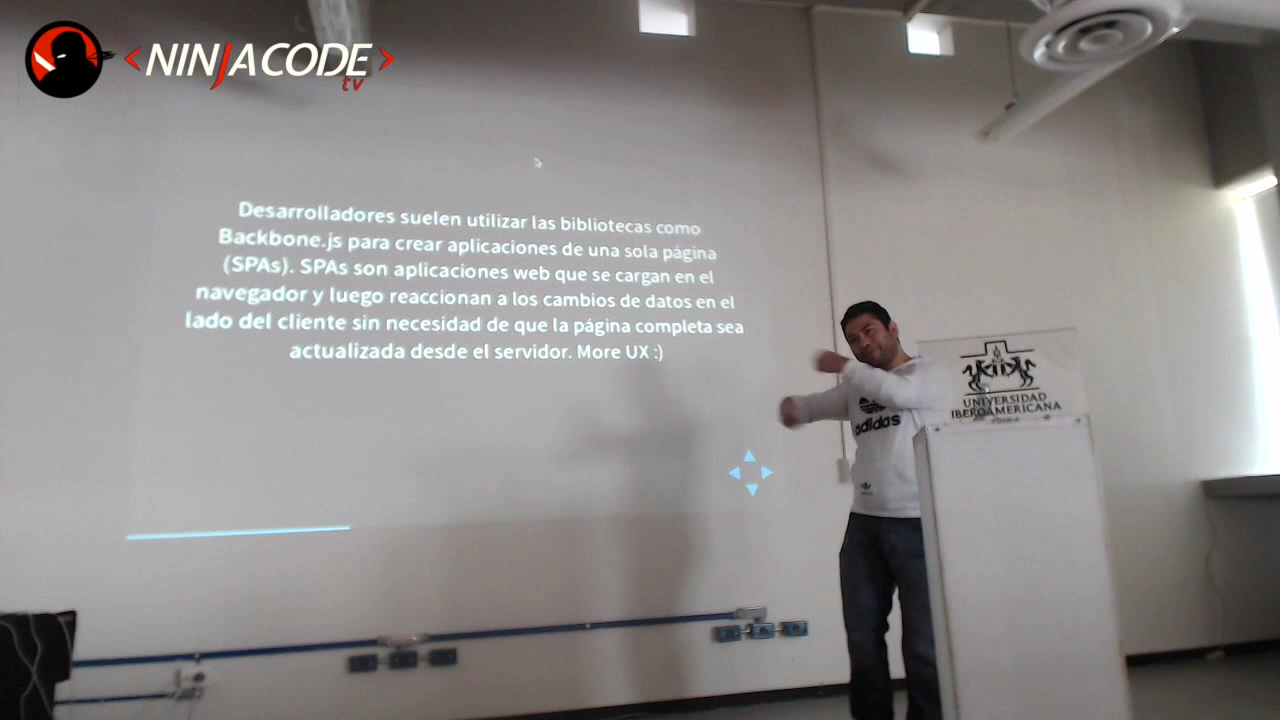 <NINJACODE>
tv
Desarrolladores suelen utilizar las bibliotecas como
Backbone.js para crear aplicaciones de una sola página
(SPAs). SPAs son aplicaciones web que se cargan en el
navegador y luego reaccionan a los cambios de datos en el
lado del cliente sin necesidad de que la página completa sea
actualizada desde el servidor. More UX :)
adidas
UNIVERSIDAD
IBEROAMERICANA